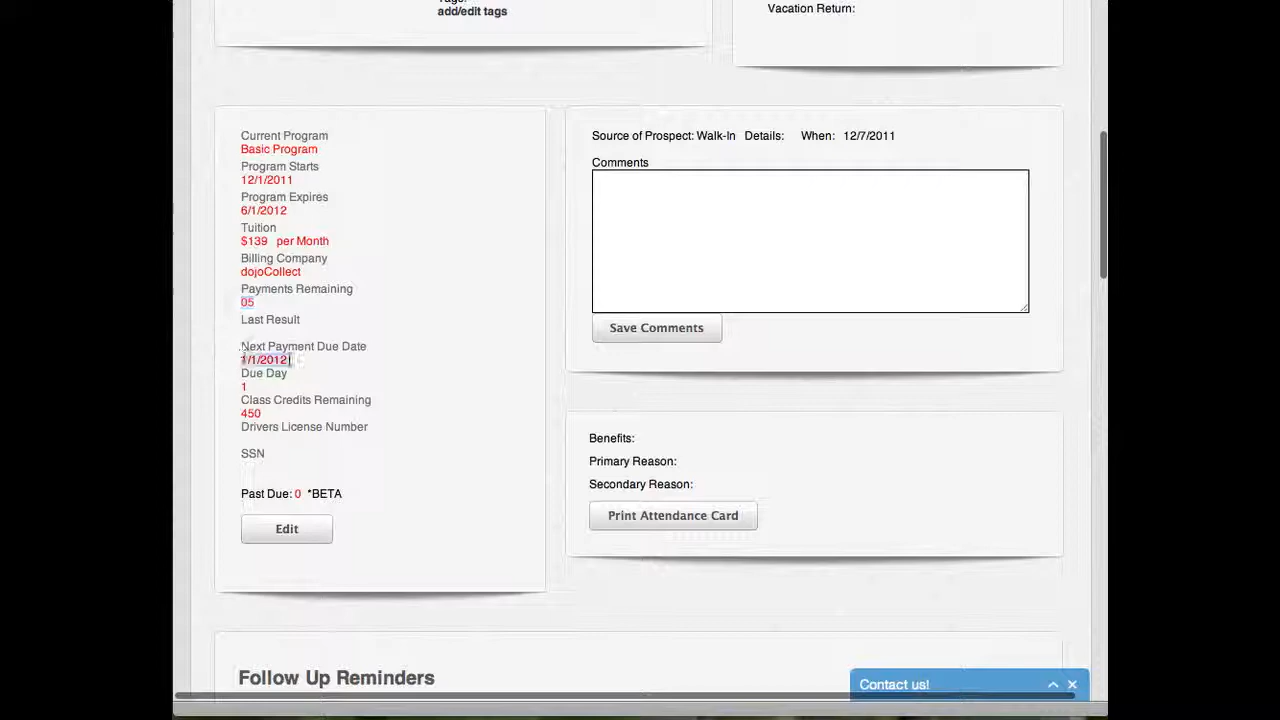 add/edit tags
Vacation Return:
Current Program
Basic Program
Program Starts
12/1/2011
Program Expires
6/1/2012
Tuition
$139 per Month
Billing Company
dojoCollect
Payments Remaining
05
Last Result
Next Payment Due Date
1/1/2012
Due Day
1
Class Credits Remaining
450
Drivers License Number
SSN
Past Due: 0 *BETA
Edit
Source of Prospect: Walk-In Details: When: 12/7/2011
Comments
Save Comments
Benefits:
Primary Reason:
Secondary Reason:
Print Attendance Card
Follow Up Reminders
Contact us!